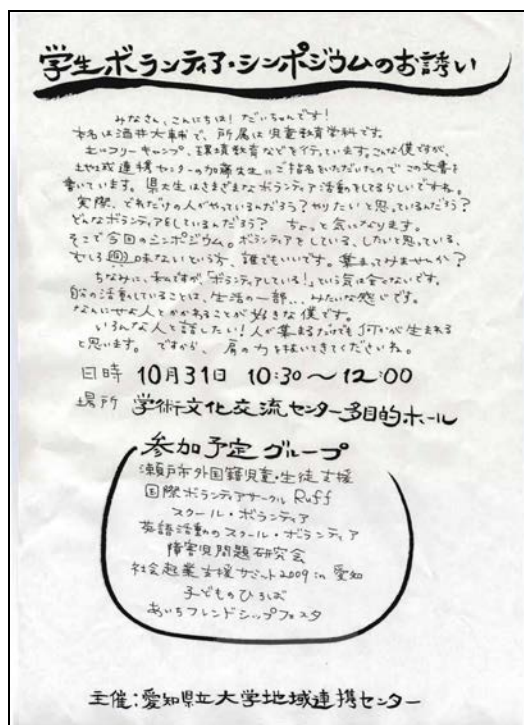 学生ボランティア・シンポジウムのお誘い
みなさん、こんにちは！だいちゃんです！
本名は酒井大輔で、所属は児童教育学科です。
主にフリーキャンプ、環境教育などを行っています。こんな僕ですが、
地域連携センターの加藤先生にご指名をいただいたのでこの文書を
書いています。県大生はさまざまなボランティア活動をしてるらしいですね。
実際、どれだけの人がやっているんだろう？やりたいと思っているんだろう？
どんなボランティアをしているんだろう？ちょっと気になります。
そこで今回のシンポジウム。ボランティアをしている、したいと思っている、
むしろ興味ないという方、誰でもいいです。集まってみませんか？
ちなみに、私ですが、「ボランティアしている！」という気は全くないです。
自分の活動していることは、生活の一部...みたいな感じです。
なんにせよ人とかかわることが好きな僕です。
いろんな人と話したい！人が集まるだけでも何かが生まれる
と思います。ですから、肩の力を抜いてきてくださいね。
日時 10月31日 10:30～12:00
場所 学術文化交流センター多目的ホール
参加予定グループ
瀬戸市外国籍児童・生徒支援
国際ボランティアサークル Ruff
スクール・ボランティア
英語活動のスクール・ボランティア
障害児問題研究会
社会起業支援サミット2009 in 愛知
子どものひろば
あいちフレンドシップフェスタ
主催：愛知県立大学地域連携センター